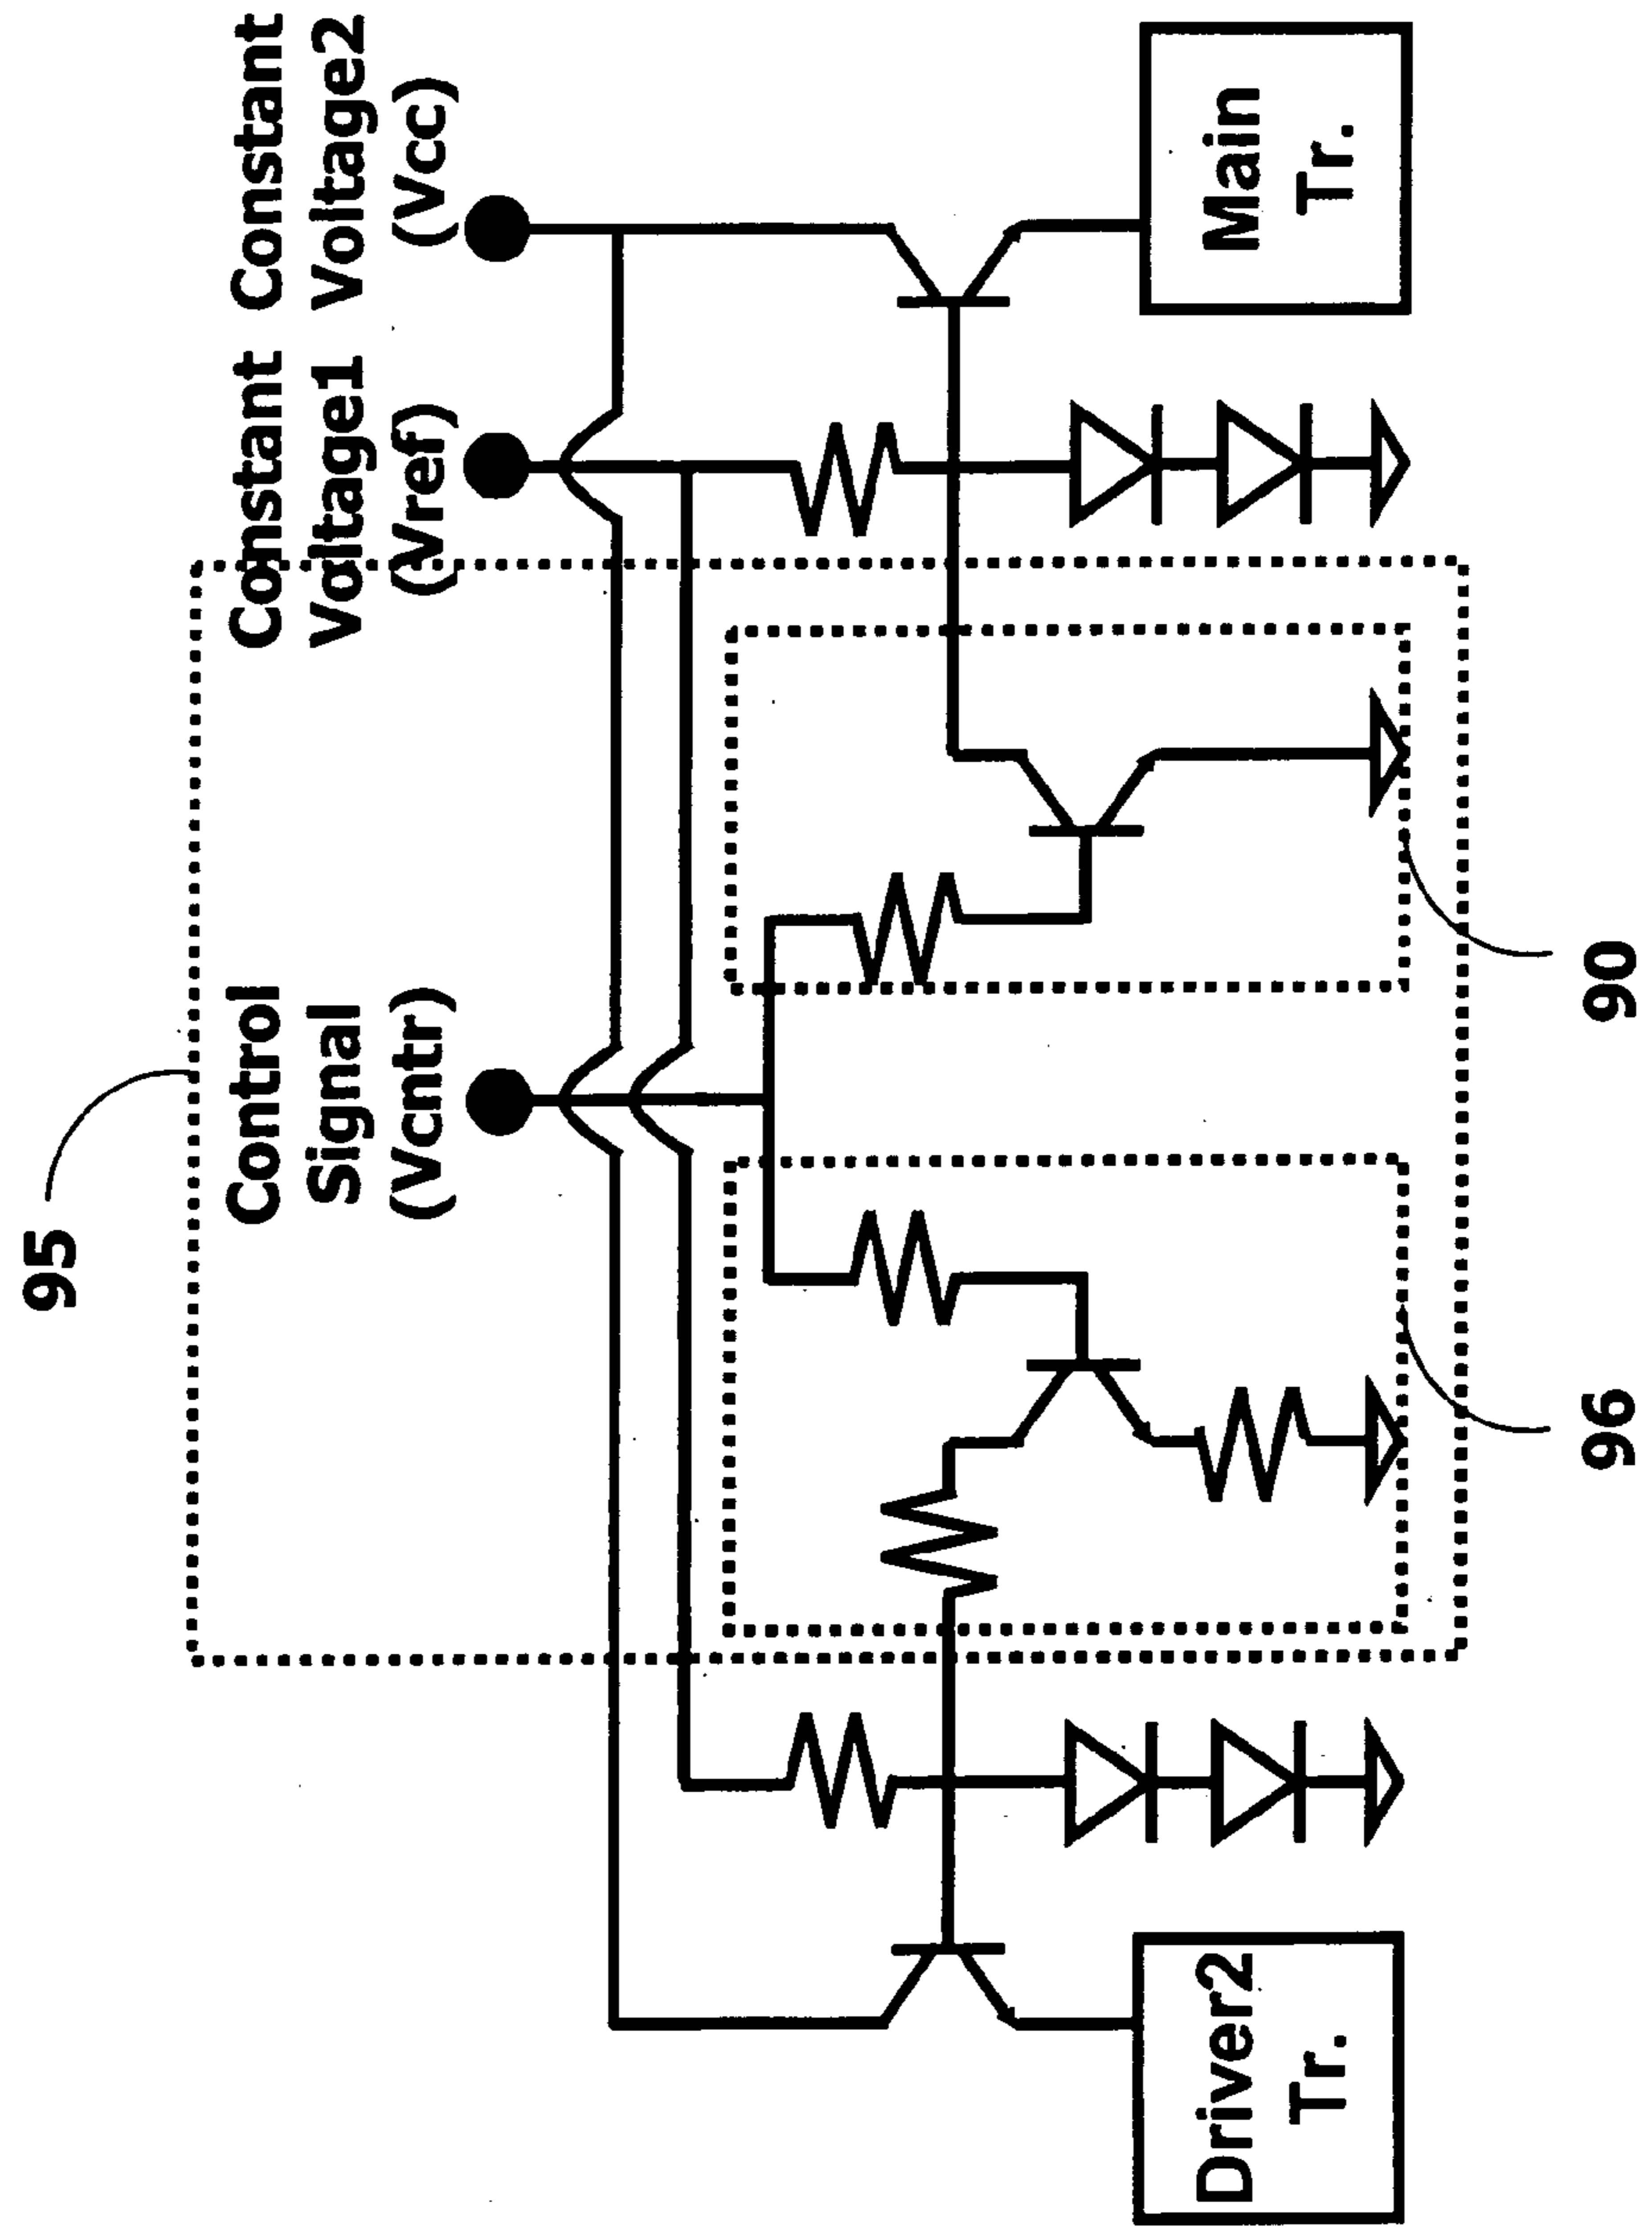 95
Control
Signal
(Vcntr)
Constant
Voltage1
(Vref)
Constant
Voltage2
(Vcc)
Driver2
Tr.
Main
Tr.
96
90